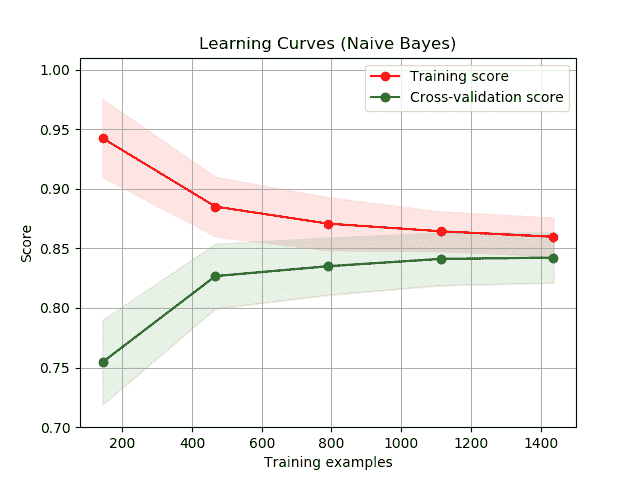 Learning Curves (Naive Bayes)
Training score
Cross-validation score
1.00
0.95
0.90
0.85
0.80
0.75
0.70
Score
200 400 600 800 1000 1200 1400
Training examples